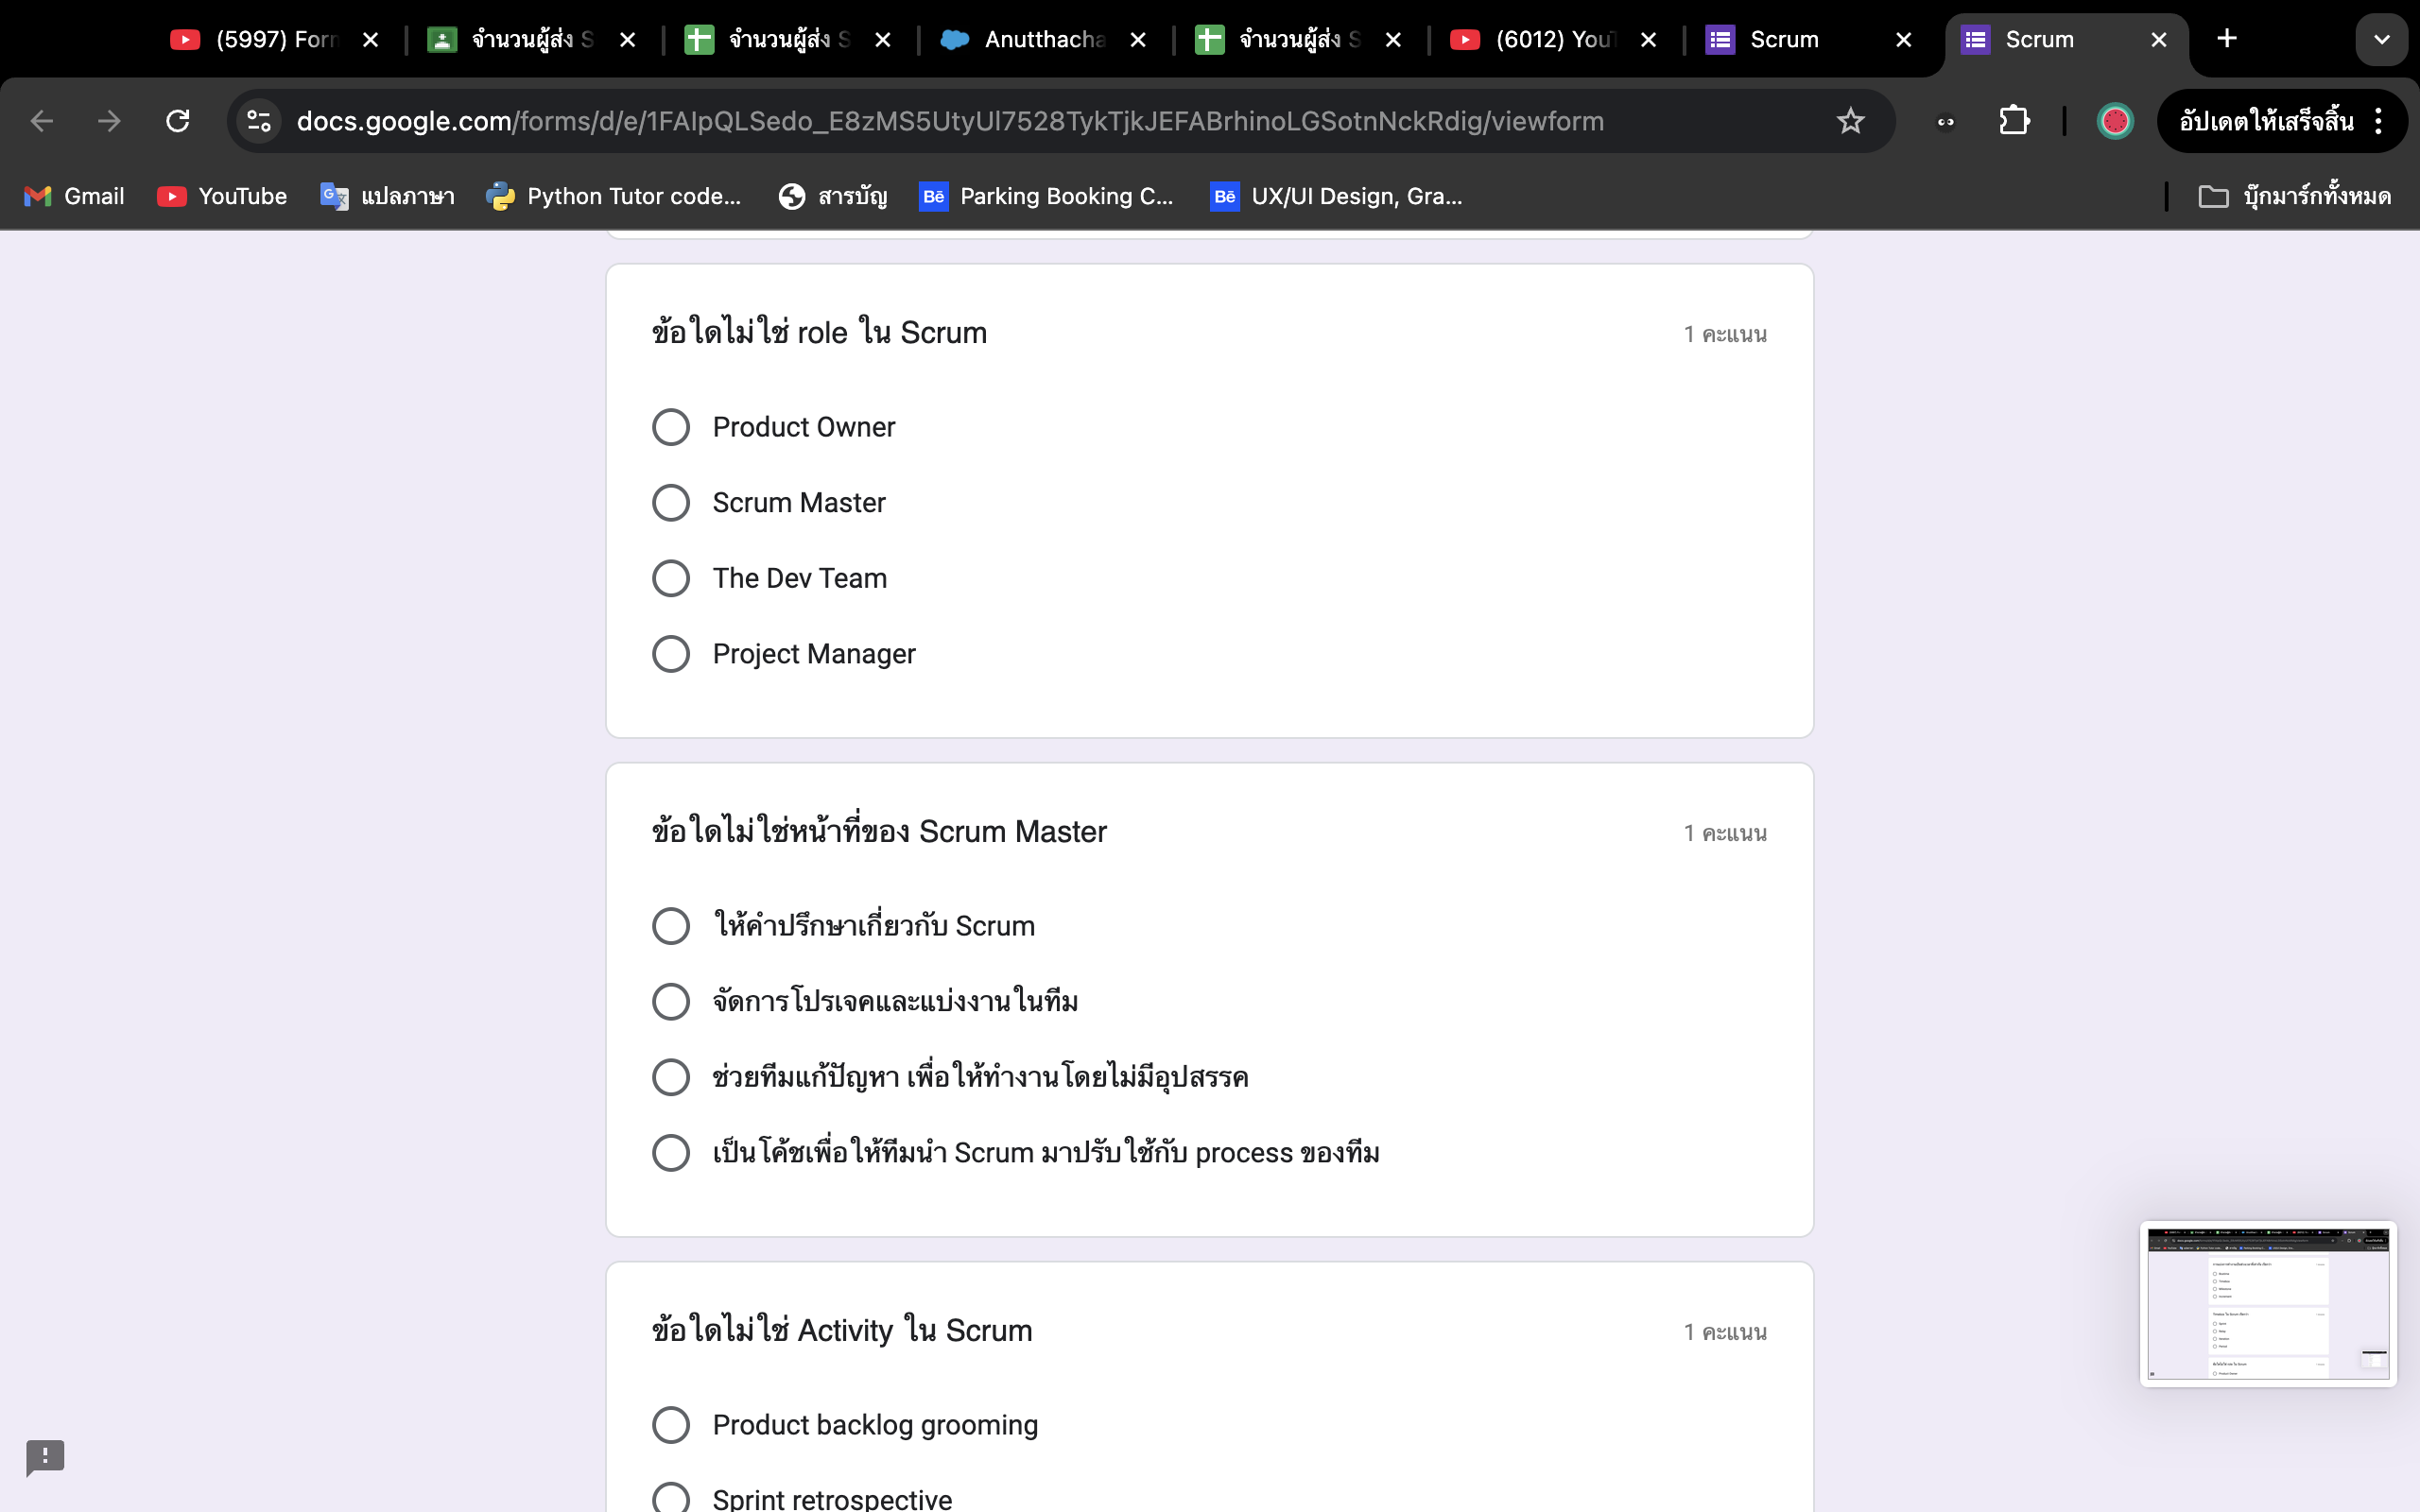 (5997) Forn
จำนวนผู้ส่ง S
จำนวนผู้ส่ง S
Anutthacha
จำนวนผู้ส่ง S
(6012) YouT
Scrum
Scrum
docs.google.com/forms/d/e/1FAIpQLSedo_E8zMS5UtyUl7528TykTjkJEFABrhinoLGSotnNckRdig/viewform
อัปเดตให้เสร็จสิ้น
Gmail
YouTube
แปลภาษา
Python Tutor code...
สารบัญ
Bē Parking Booking C...
Bē UX/UI Design, Gra...
บุ๊กมาร์กทั้งหมด
ข้อใดไม่ใช่ role ใน Scrum
1 คะแนน
Product Owner
Scrum Master
The Dev Team
Project Manager
ข้อใดไม่ใช่หน้าที่ของ Scrum Master
1 คะแนน
ให้คำปรึกษาเกี่ยวกับ Scrum
จัดการโปรเจคและแบ่งงานในทีม
ช่วยทีมแก้ปัญหา เพื่อให้ทำงานโดยไม่มีอุปสรรค
เป็นโค้ชเพื่อให้ทีมนำ Scrum มาปรับใช้กับ process ของทีม
ข้อใดไม่ใช่ Activity ใน Scrum
1 คะแนน
Product backlog grooming
Sprint retrospective